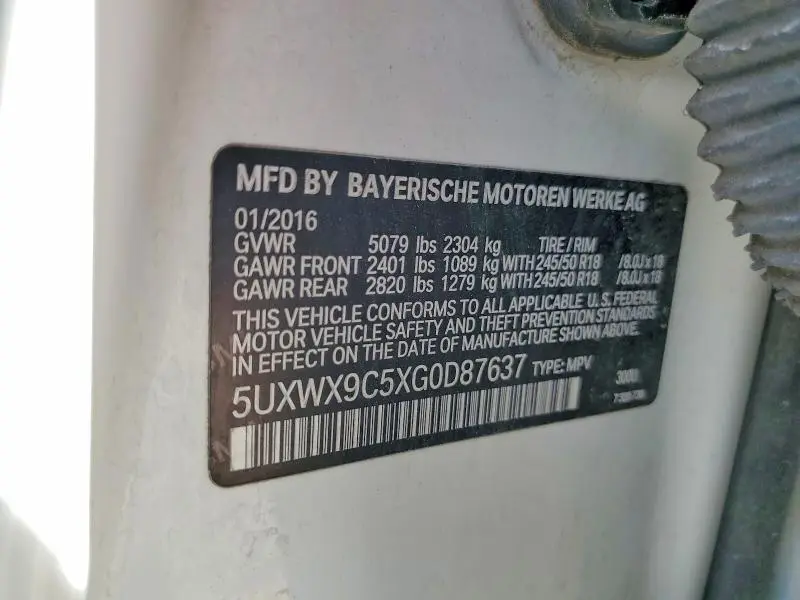 MFD BY BAYERISCHE MOTOREN WERKE AG
01/2016
GVWR 5079 lbs 2304 kg TIRE / RIM
GAWR FRONT 2401 lbs 1089 kg WITH 245/50 R18 /8.0J x 18
GAWR REAR 2820 lbs 1279 kg WITH 245/50 R18 /8.0J x 18
THIS VEHICLE CONFORMS TO ALL APPLICABLE U.S. FEDERAL
MOTOR VEHICLE SAFETY AND THEFT PREVENTION STANDARDS
IN EFFECT ON THE DATE OF MANUFACTURE SHOWN ABOVE.
5UXWX9C5XG0D87637 TYPE: MPV